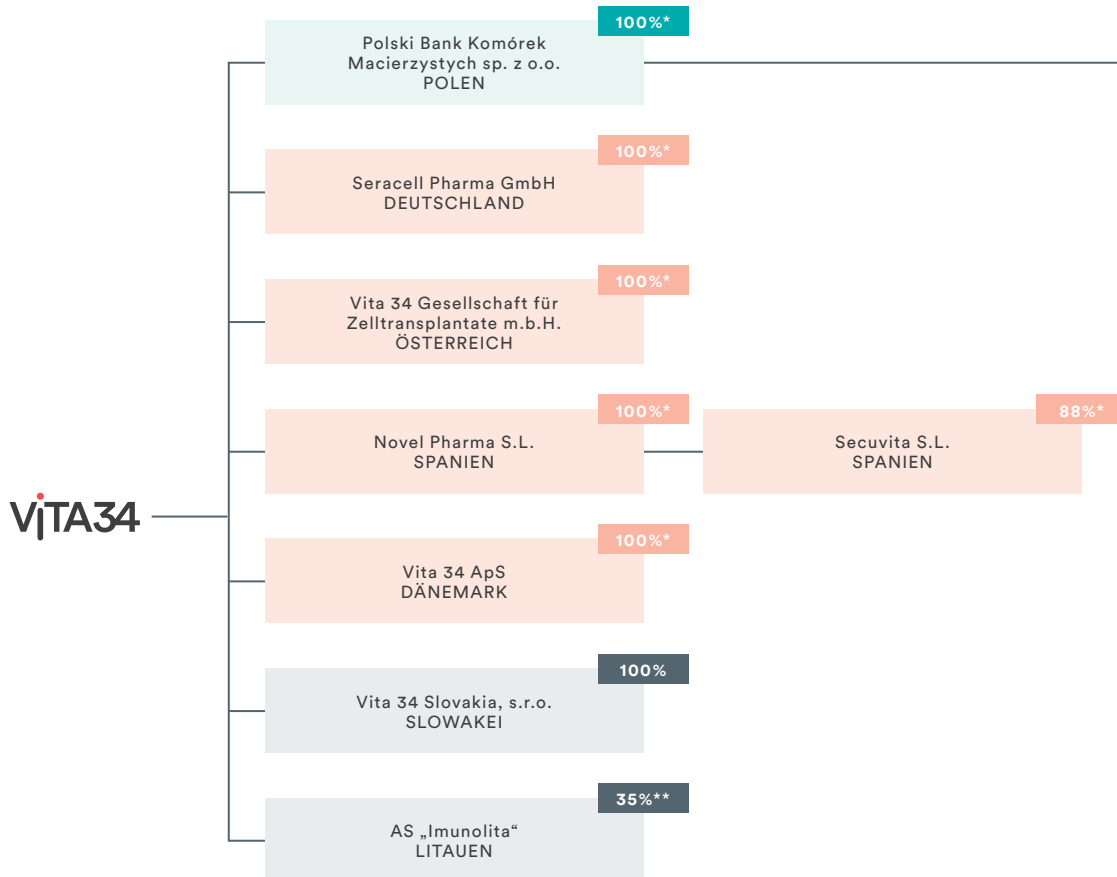 100%*
Polski Bank Komórek
Macierzystych sp. z o.o.
POLEN
100%*
Seracell Pharma GmbH
DEUTSCHLAND
100%*
Vita 34 Gesellschaft für
Zelltransplantate m.b.H.
ÖSTERREICH
100%*
Novel Pharma S.L.
SPANIEN
88%*
Secuvita S.L.
SPANIEN
ViTA34
100%*
Vita 34 ApS
DÄNEMARK
100%
Vita 34 Slovakia, s.r.o.
SLOWAKEI
35%**
AS „Imunolita“
LITAUEN